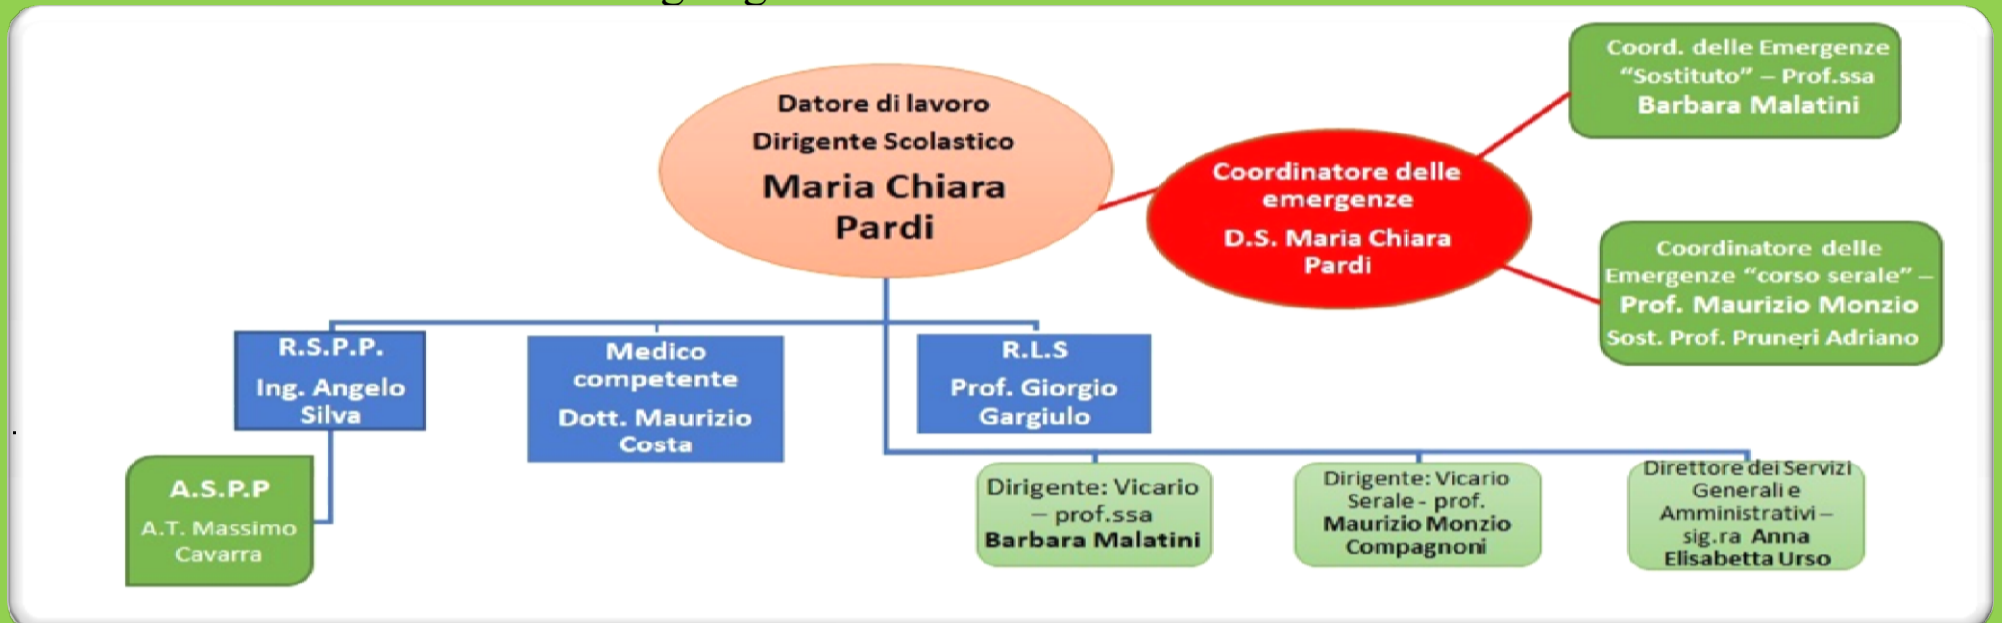 Datore di lavoro
Dirigente Scolastico
Maria Chiara
Pardi
Coordinatore delle
emergenze
D.S. Maria Chiara
Pardi
Coord. delle Emergenze
“Sostituto” – Prof.ssa
Barbara Malatini
Coordinatore delle
Emergenze “corso serale” –
Prof. Maurizio Monzio
Sost. Prof. Pruneri Adriano
R.S.P.P.
Ing. Angelo
Silva
Medico
competente
Dott. Maurizio
Costa
R.L.S
Prof. Giorgio
Gargiulo
A.S.P.P
A.T. Massimo
Cavarra
Dirigente: Vicario
– prof.ssa
Barbara Malatini
Dirigente: Vicario
Serale - prof.
Maurizio Monzio
Compagnoni
Direttore dei Servizi
Generali e
Amministrativi –
sig.ra Anna
Elisabetta Urso